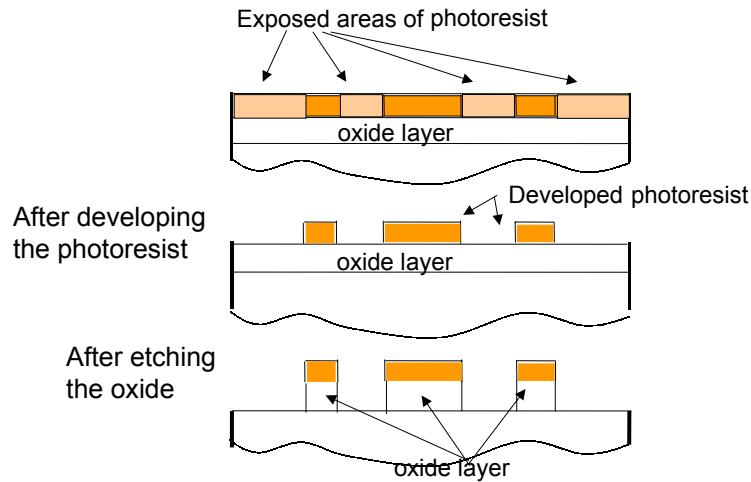 Exposed areas of photoresist
oxide layer
Developed photoresist
After developing
the photoresist
oxide layer
After etching
the oxide
oxide layer